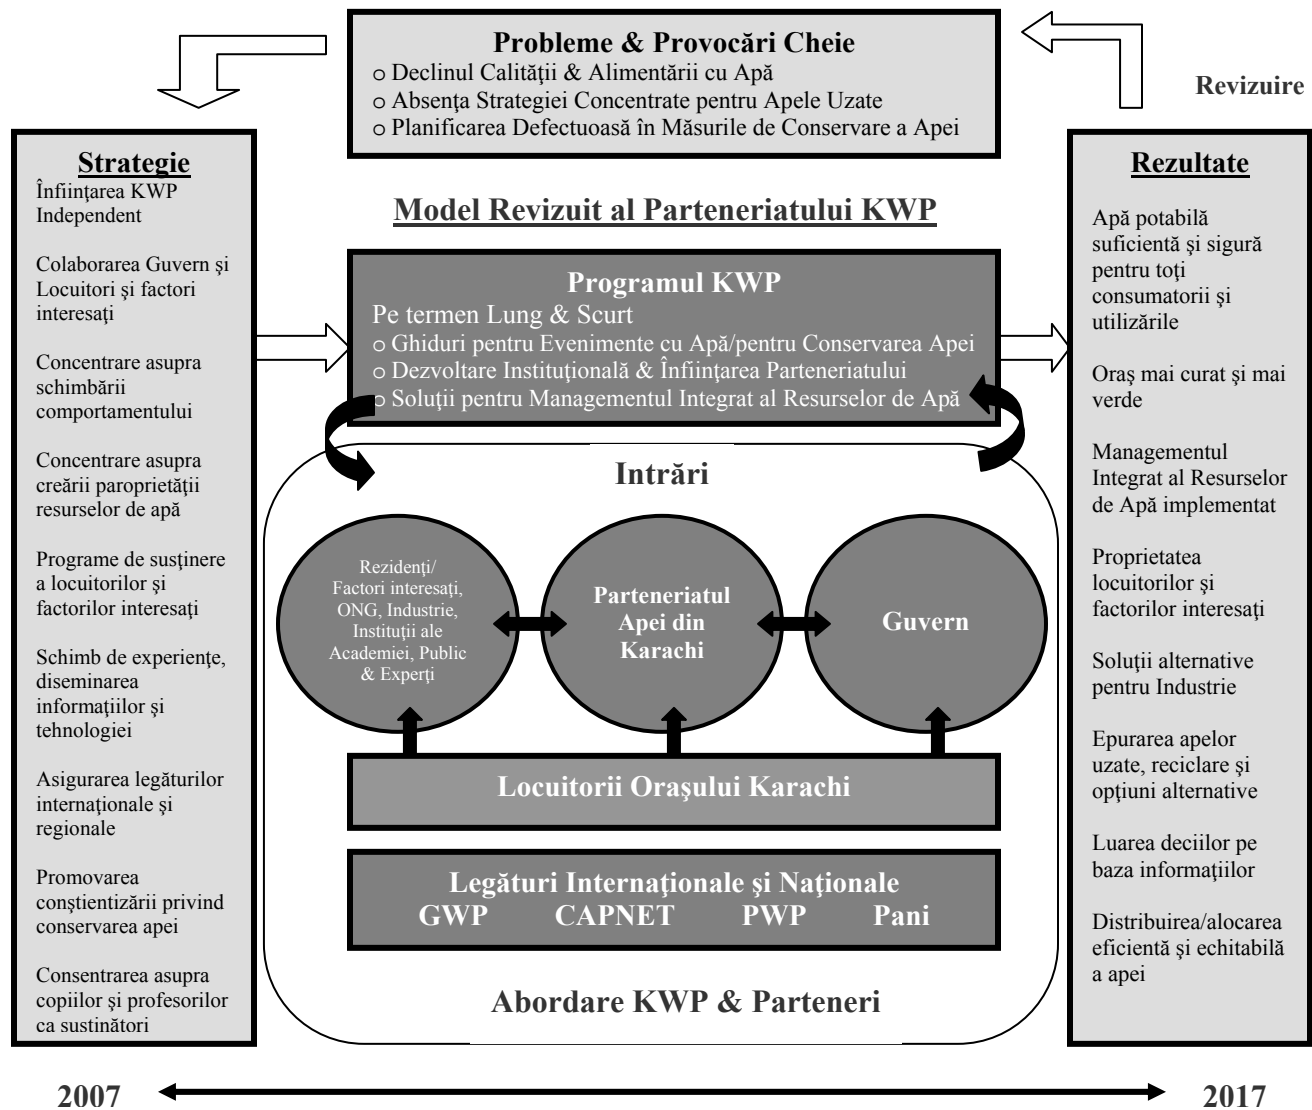 Probleme & Provocări Cheie
o Declinul Calităţii & Alimentării cu Apă
o Absenţa Strategiei Concentrate pentru Apele Uzate
o Planificarea Defectuoasă în Măsurile de Conservare a Apei
Revizuire
Strategie
Înfiinţarea KWP
Independent
Colaborarea Guvern şi
Locuitori şi factori
interesaţi
Concentrare asupra
schimbării
comportamentului
Concentrare asupra
creării paroprietăţii
resurselor de apă
Programe de susţinere
a locuitorilor şi
factorilor interesaţi
Schimb de experienţe,
diseminarea
informaţiilor şi
tehnologiei
Asigurarea legăturilor
internaţionale şi
regionale
Promovarea
conştientizării privind
conservarea apei
Consentrarea asupra
copiilor şi profesorilor
ca sustinători
Model Revizuit al Parteneriatului KWP
Programul KWP
Pe termen Lung & Scurt
o Ghiduri pentru Evenimente cu Apă/pentru Conservarea Apei
o Dezvoltare Instituţională & Înfiinţarea Parteneriatului
o Soluţii pentru Managementul Integrat al Resurselor de Apă
Intrări
Rezidenţi/
Factori interesaţi,
ONG, Industrie,
Instituţii ale
Academiei, Public
& Experţi
Parteneriatul
Apei din
Karachi
Guvern
Locuitorii Oraşului Karachi
Legături Internaţionale şi Naţionale
GWP CAPNET PWP Pani
Abordare KWP & Parteneri
Rezultate
Apă potabilă
suficientă şi sigură
pentru toţi
consumatorii şi
utilizările
Oraş mai curat şi mai
verde
Managementul
Integrat al Resurselor
de Apă implementat
Proprietatea
locuitorilor şi
factorilor interesaţi
Soluţii alternative
pentru Industrie
Epurarea apelor
uzate, reciclare şi
opţiuni alternative
Luarea deciilor pe
baza informaţiilor
Distribuirea/alocarea
eficientă şi echitabilă
a apei
2007
2017